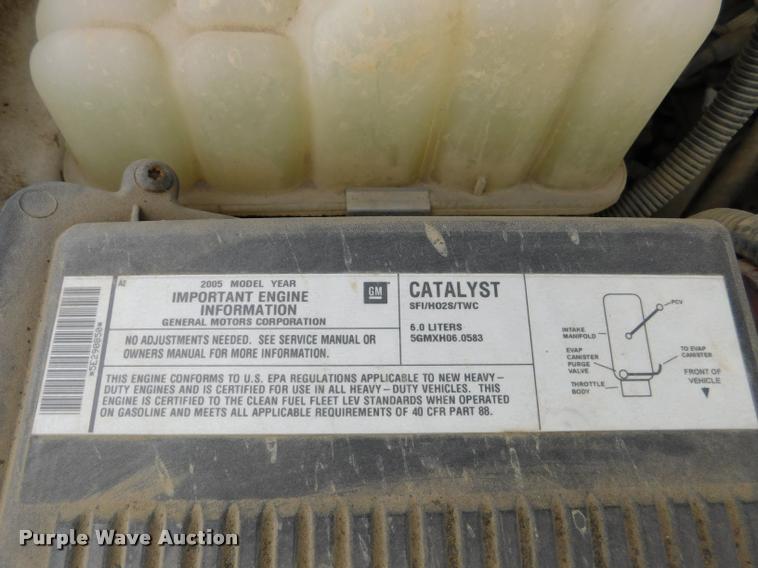 *5E29B650*
AZ
2005 MODEL YEAR
IMPORTANT ENGINE
INFORMATION
GENERAL MOTORS CORPORATION
GM
NO ADJUSTMENTS NEEDED. SEE SERVICE MANUAL OR
OWNERS MANUAL FOR MORE INFORMATION.
CATALYST
SFI/HO2S/TWC
6.0 LITERS
5GMXH06.0583
THIS ENGINE CONFORMS TO U.S. EPA REGULATIONS APPLICABLE TO NEW HEAVY-
DUTY ENGINES AND IS CERTIFIED FOR USE IN ALL HEAVY-DUTY VEHICLES. THIS
ENGINE IS CERTIFIED TO THE CLEAN FUEL FLEET LEV STANDARDS WHEN OPERATED
ON GASOLINE AND MEETS ALL APPLICABLE REQUIREMENTS OF 40 CFR PART 88.
PCV
INTAKE
MANIFOLD
EVAP
CANISTER
PURGE
VALVE
THROTTLE
BODY
TO EVAP
CANISTER
FRONT OF
VEHICLE
Purple Wave Auction